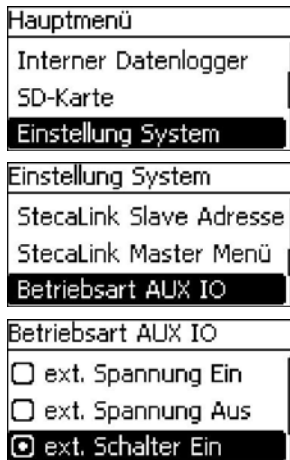 Hauptmenü
Interner Datenlogger
SD-Karte
Einstellung System
Einstellung System
StecaLink Slave Adresse
StecaLink Master Menü
Betriebsart AUX IO
Betriebsart AUX IO
ext. Spannung Ein
ext. Spannung Aus
ext. Schalter Ein